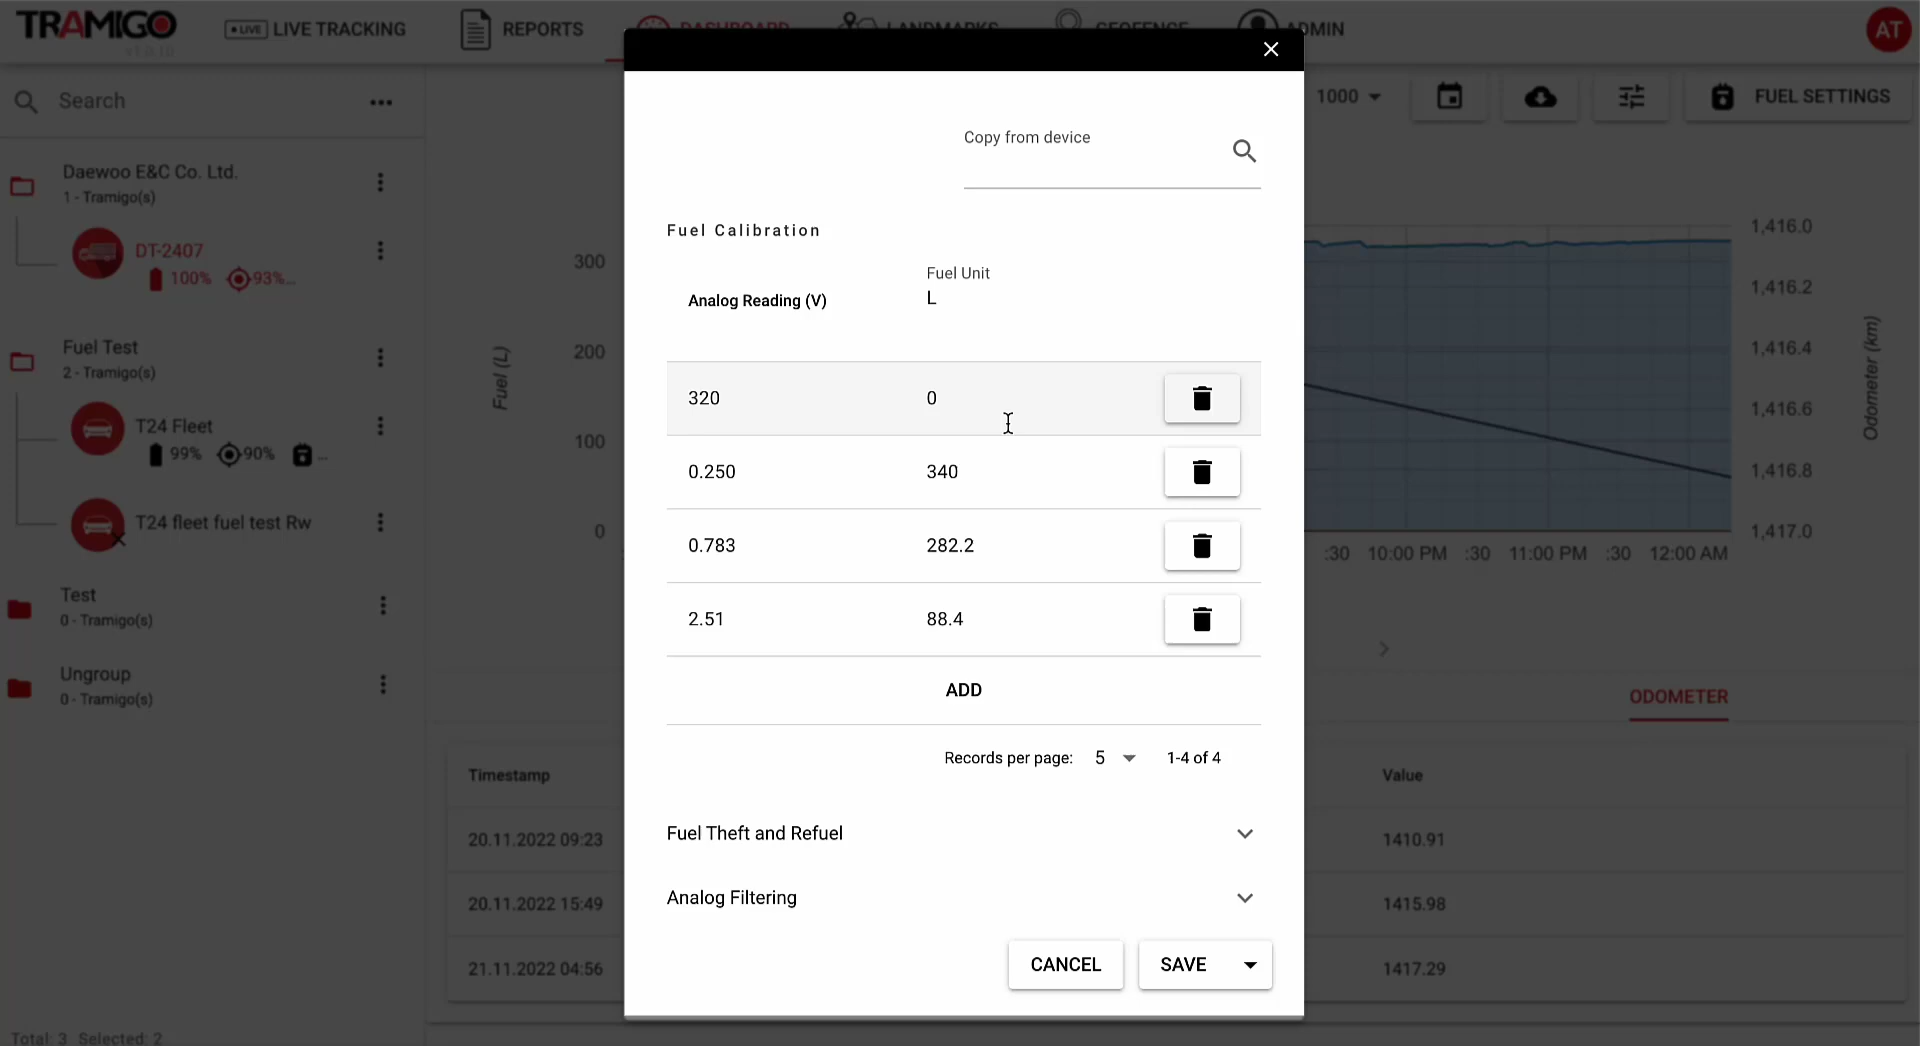 TRAMIGO
v1.0.10
LIVE
LIVE TRACKING
REPORTS
DASHBOARD
LANDMARKS
GEOFENCE
ADMIN
AT
Search
1000
FUEL SETTINGS
Daewoo E&C Co. Ltd.
1 - Tramigo(s)
DT-2407
100%
93%...
Fuel Test
2 - Tramigo(s)
T24 Fleet
99%
90%
...
T24 fleet fuel test Rw
Test
0 - Tramigo(s)
Ungroup
0 - Tramigo(s)
Total: 3 Selected: 2
Fuel (L)
300
200
100
0
Copy from device
Fuel Calibration
Analog Reading (V)
Fuel Unit
L
320 0
0.250 340
0.783 282.2
2.51 88.4
ADD
Records per page: 5 1-4 of 4
Fuel Theft and Refuel
Analog Filtering
CANCEL
SAVE
1,416.0
1,416.2
1,416.4
1,416.6
1,416.8
1,417.0
Odometer (km)
:30 10:00 PM :30 11:00 PM :30 12:00 AM
ODOMETER
Timestamp Value
20.11.2022 09:23 1410.91
20.11.2022 15:49 1415.98
21.11.2022 04:56 1417.29